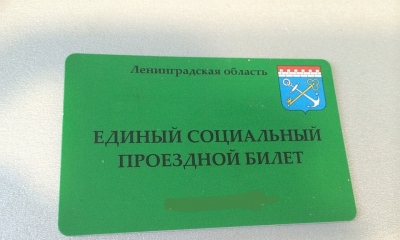 Ленинградская область
ЕДИНЫЙ СОЦИАЛЬНЫЙ
ПРОЕЗДНОЙ БИЛЕТ